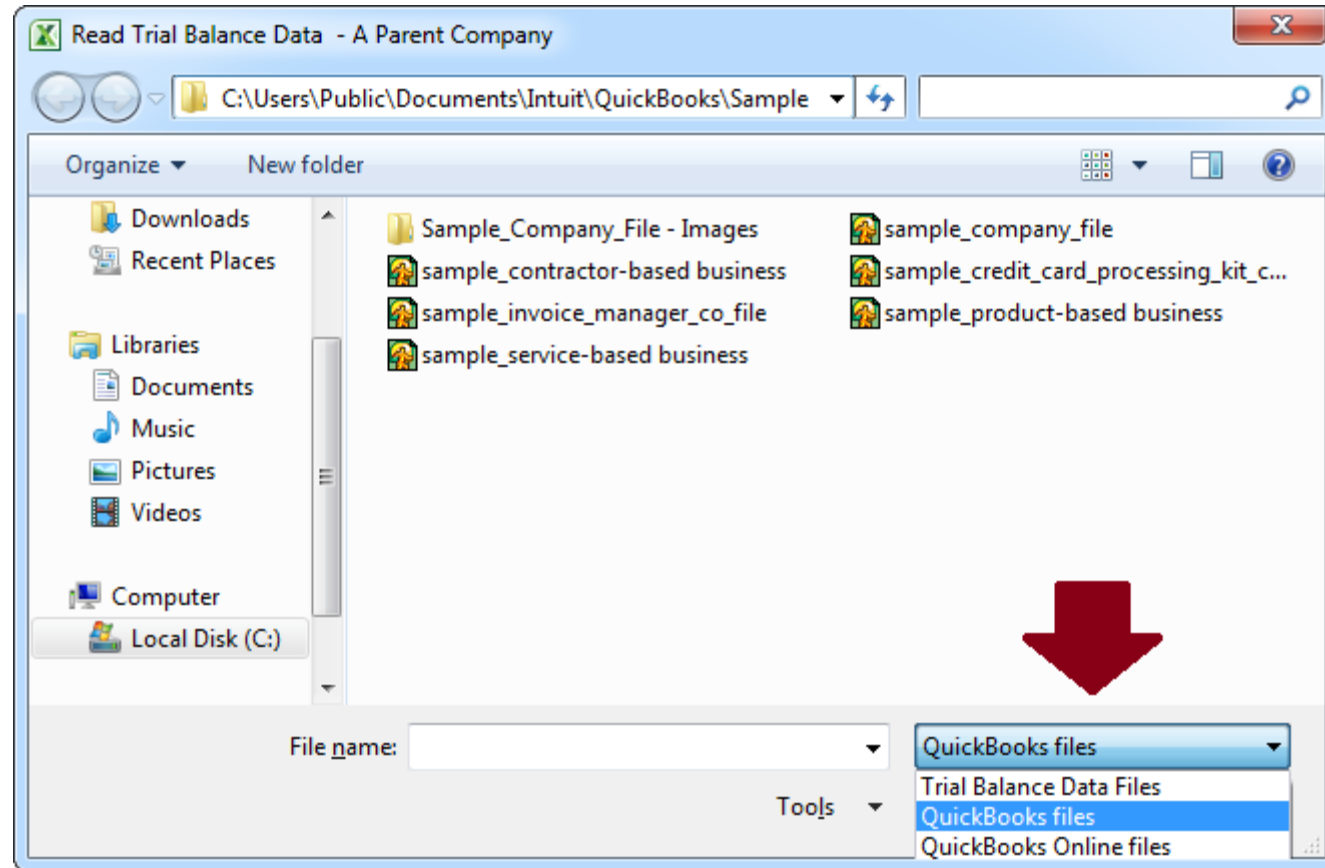 Read Trial Balance Data - A Parent Company
C:\Users\Public\Documents\Intuit\QuickBooks\Sample
Organize
New folder
Downloads
Recent Places
Libraries
Documents
Music
Pictures
Videos
Computer
Local Disk (C:)
Sample_Company_File - Images
sample_company_file
sample_contractor-based business
sample_credit_card_processing_kit_c...
sample_invoice_manager_co_file
sample_product-based business
sample_service-based business
File name:
QuickBooks files
Tools
Trial Balance Data Files
QuickBooks files
QuickBooks Online files